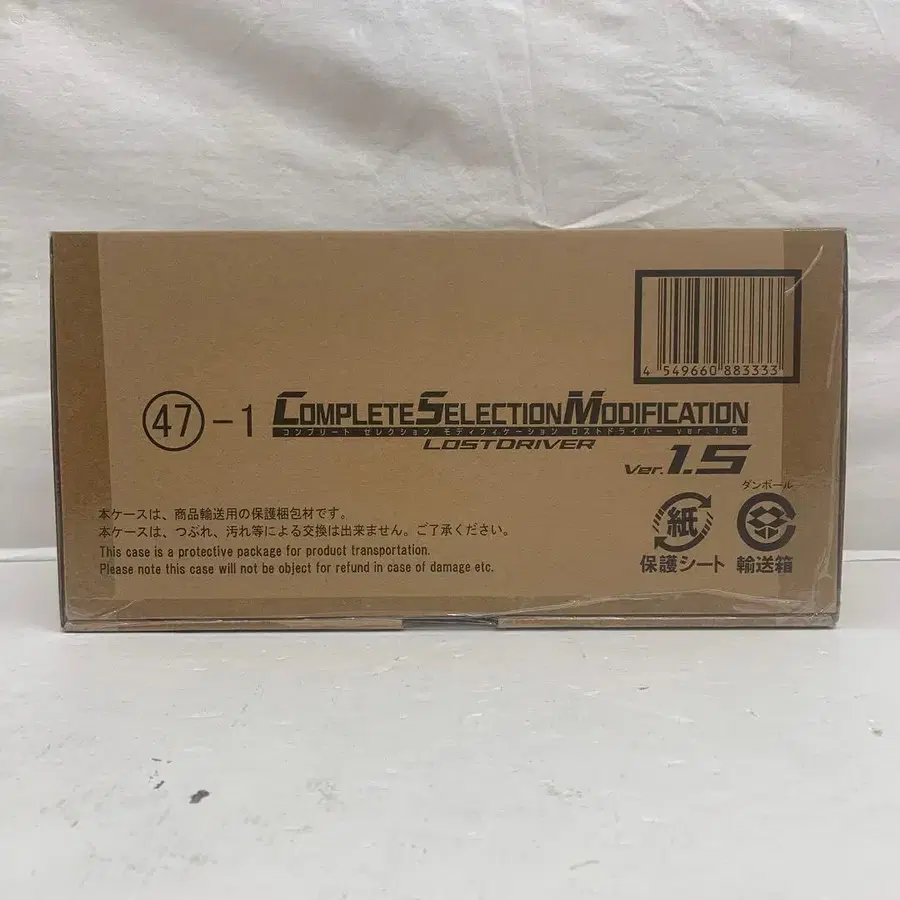 4 549660 883333
47-1 COMPLETE SELECTION MODIFICATION
コンプリート セレクション モディフィケーション ロストドライバー ver.1.5
LOSTDRIVER
Ver.1.5
本ケースは、商品輸送用の保護梱包材です。
本ケースは、つぶれ、汚れ等による交換は出来ません。ご了承ください。
This case is a protective package for product transportation.
Please note this case will not be object for refund in case of damage etc.
紙
保護シート
ダンボール
輸送箱